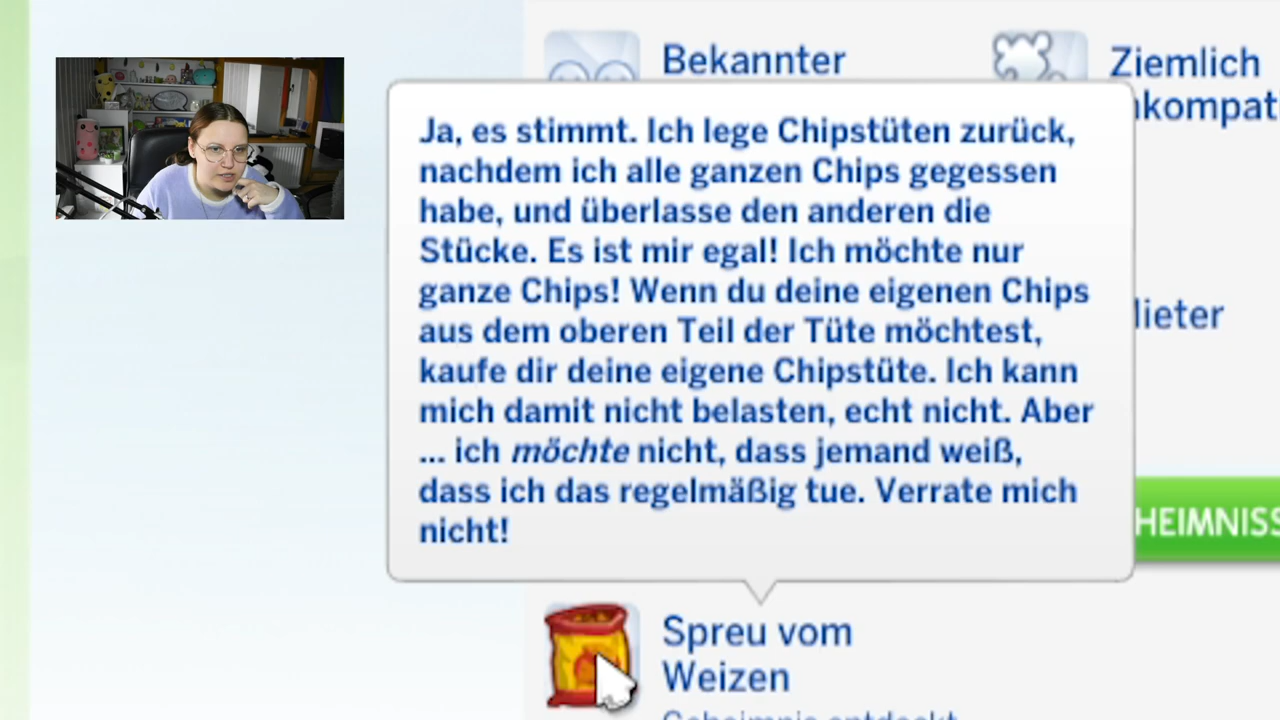 Bekannter
Ziemlich
Ja, es stimmt. Ich lege Chipstüten zurück,
nachdem ich alle ganzen Chips gegessen
habe, und überlasse den anderen die
Stücke. Es ist mir egal! Ich möchte nur
ganze Chips! Wenn du deine eigenen Chips
aus dem oberen Teil der Tüte möchtest,
kaufe dir deine eigene Chipstüte. Ich kann
mich damit nicht belasten, echt nicht. Aber
... ich möchte nicht, dass jemand weiß,
dass ich das regelmäßig tue. Verrate mich
nicht!
Spreu vom
Weizen
Geheimnis entdeckt